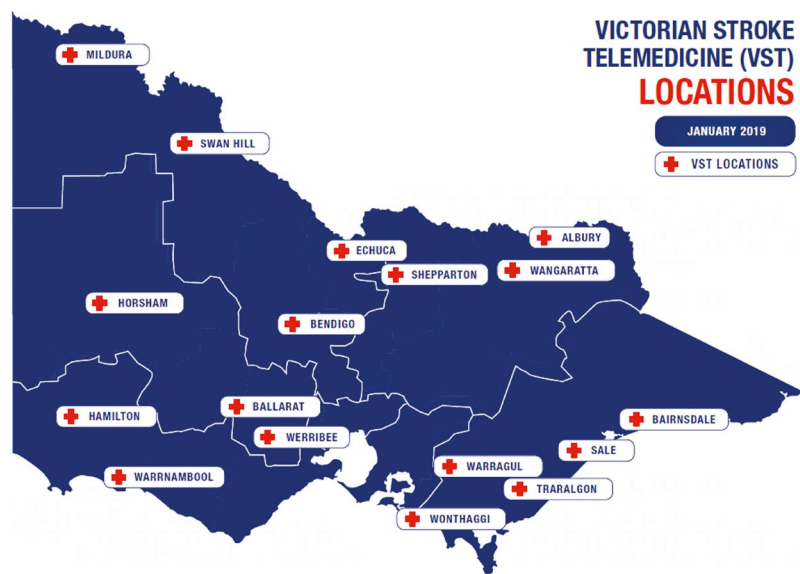 VICTORIAN STROKE
TELEMEDICINE (VST)
LOCATIONS
JANUARY 2019
VST LOCATIONS
MILDURA
SWAN HILL
ALBURY
ECHUCA
WANGARATTA
SHEPPARTON
HORSHAM
BENDIGO
BALLARAT
HAMILTON
BAIRNSDALE
WERRIBEE
SALE
WARRAGUL
WARRNAMBOOL
TRARALGON
WONTHAGGI